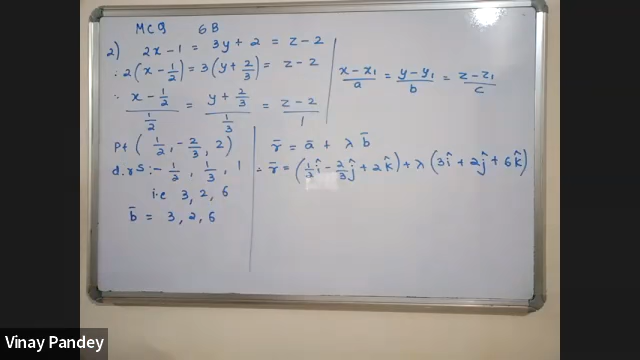 MCQ 6B
2) 2x - 1 = 3y + 2 = z - 2
∴ 2(x - 1/2) = 3(y + 2/3) = z - 2
∴ (x - 1/2)/(1/2) = (y + 2/3)/(1/3) = (z - 2)/1
Pt (1/2, -2/3, 2)
d.rs :- 1/2, 1/3, 1
i.e 3, 2, 6
b̄ = 3, 2, 6
(x - x₁)/a = (y - y₁)/b = (z - z₁)/c
r̄ = ā + λ b̄
∴ r̄ = (1/2 î - 2/3 ĵ + 2k̂) + λ (3î + 2ĵ + 6k̂)
Vinay Pandey